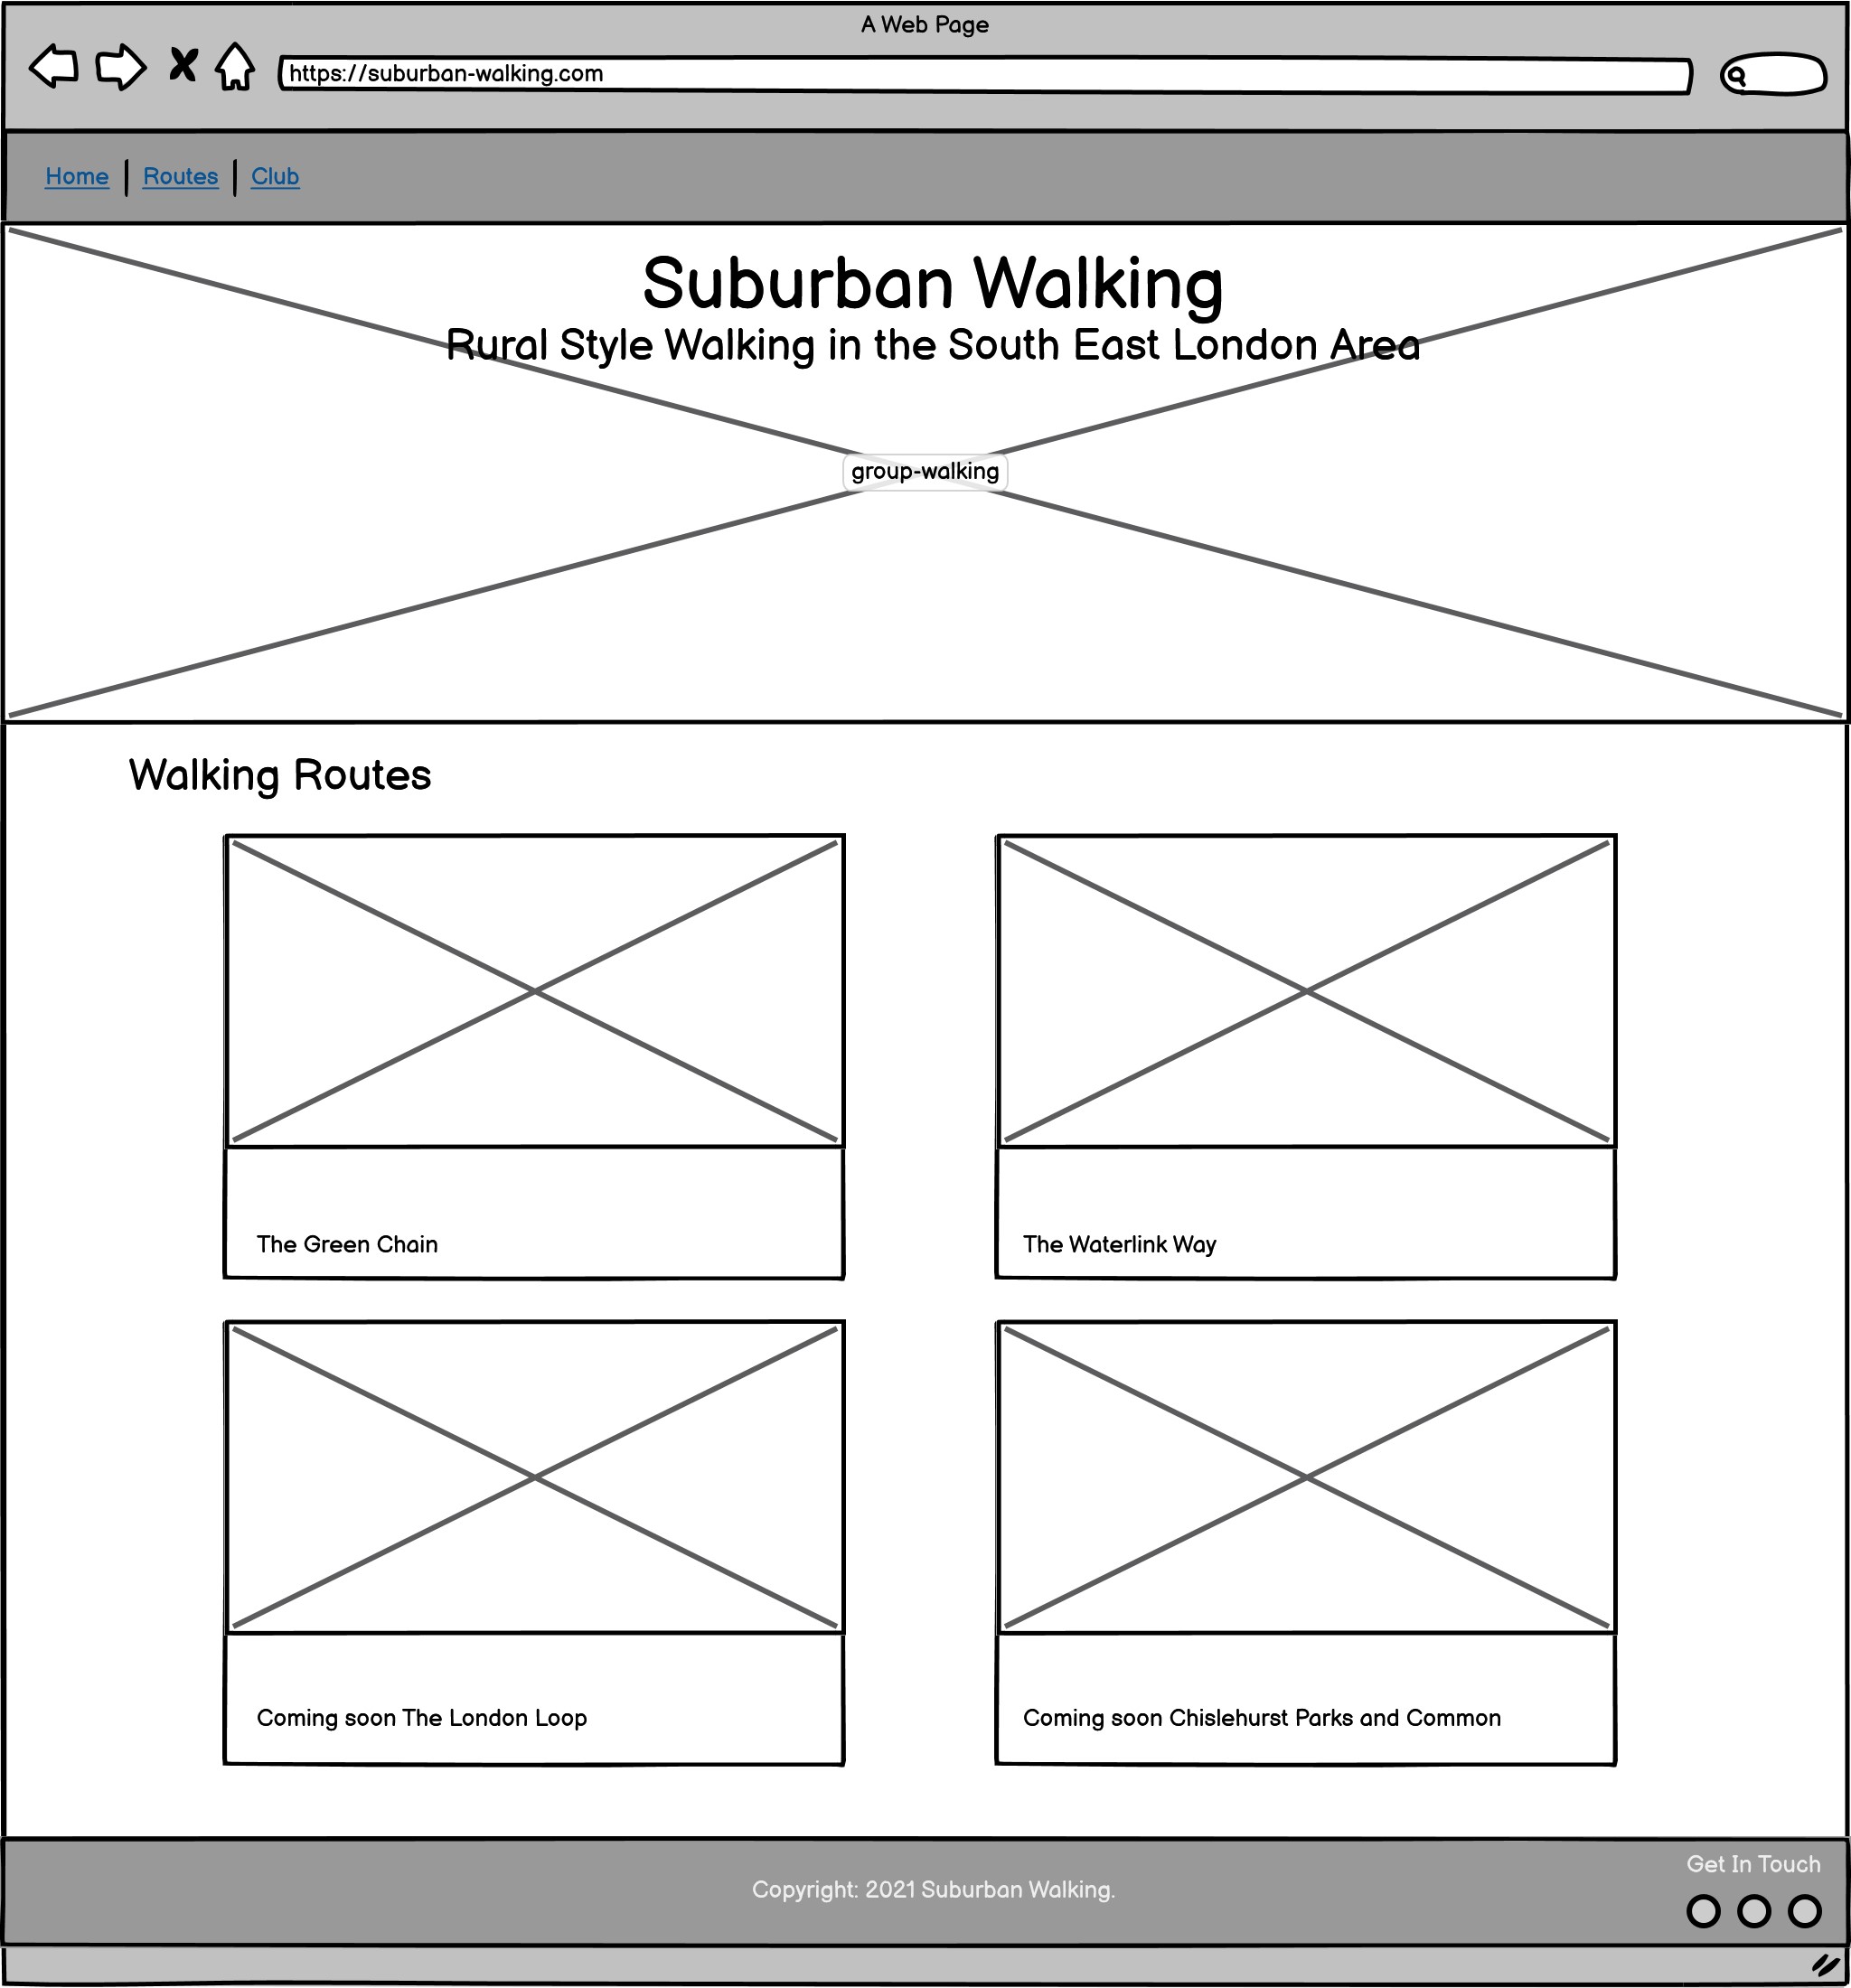 A Web Page
https://suburban-walking.com
Home | Routes | Club
Suburban Walking
Rural Style Walking in the South East London Area
group-walking
Walking Routes
The Green Chain
The Waterlink Way
Coming soon The London Loop
Coming soon Chislehurst Parks and Common
Get In Touch
Copyright: 2021 Suburban Walking.